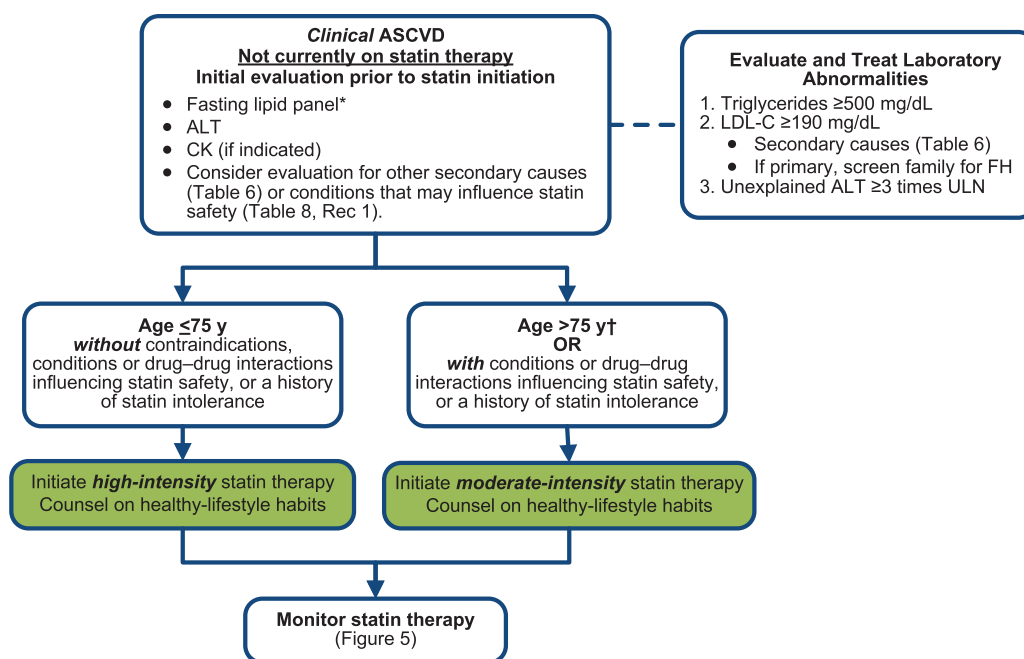 Clinical ASCVD
Not currently on statin therapy
Initial evaluation prior to statin initiation
● Fasting lipid panel*
● ALT
● CK (if indicated)
● Consider evaluation for other secondary causes
(Table 6) or conditions that may influence statin
safety (Table 8, Rec 1).
Evaluate and Treat Laboratory
Abnormalities
1. Triglycerides ≥500 mg/dL
2. LDL-C ≥190 mg/dL
● Secondary causes (Table 6)
● If primary, screen family for FH
3. Unexplained ALT ≥3 times ULN
Age ≤75 y
without contraindications,
conditions or drug–drug interactions
influencing statin safety, or a history
of statin intolerance
Age >75 y†
OR
with conditions or drug–drug
interactions influencing statin safety,
or a history of statin intolerance
Initiate high-intensity statin therapy
Counsel on healthy-lifestyle habits
Initiate moderate-intensity statin therapy
Counsel on healthy-lifestyle habits
Monitor statin therapy
(Figure 5)